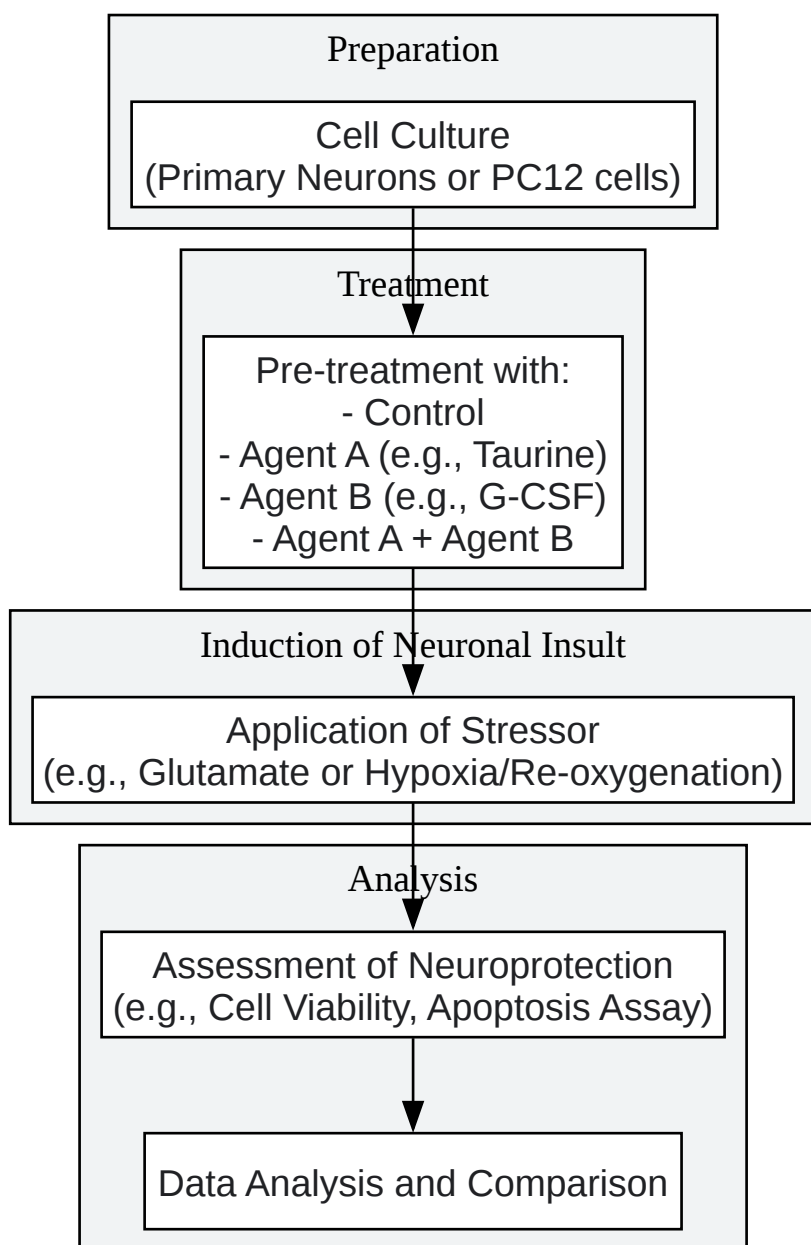 Preparation
Cell Culture
(Primary Neurons or PC12 cells)
Treatment
Pre-treatment with:
- Control
- Agent A (e.g., Taurine)
- Agent B (e.g., G-CSF)
- Agent A + Agent B
Induction of Neuronal Insult
Application of Stressor
(e.g., Glutamate or Hypoxia/Re-oxygenation)
Analysis
Assessment of Neuroprotection
(e.g., Cell Viability, Apoptosis Assay)
Data Analysis and Comparison